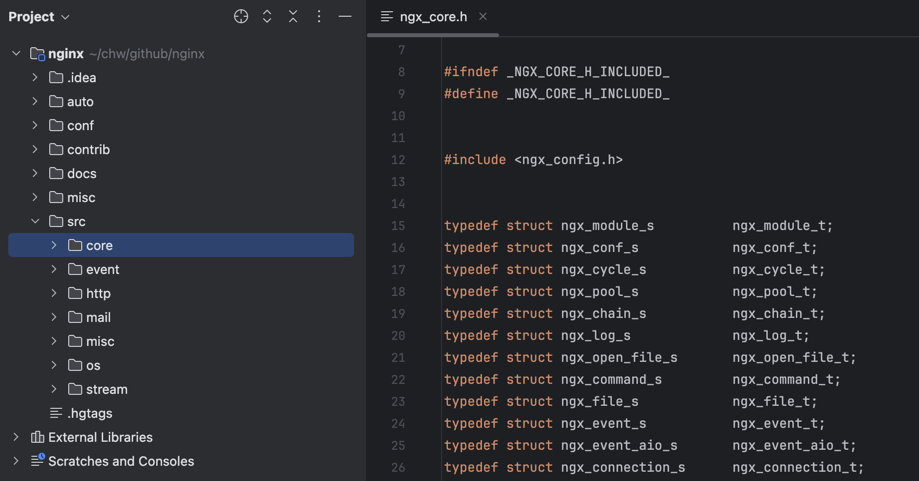 Project
nginx ~/chw/github/nginx
.idea
auto
conf
contrib
docs
misc
src
core
event
http
mail
misc
os
stream
.hgtags
External Libraries
Scratches and Consoles
ngx_core.h
7
8 #ifndef _NGX_CORE_H_INCLUDED_
9 #define _NGX_CORE_H_INCLUDED_
10
11
12 #include <ngx_config.h>
13
14
15 typedef struct ngx_module_s ngx_module_t;
16 typedef struct ngx_conf_s ngx_conf_t;
17 typedef struct ngx_cycle_s ngx_cycle_t;
18 typedef struct ngx_pool_s ngx_pool_t;
19 typedef struct ngx_chain_s ngx_chain_t;
20 typedef struct ngx_log_s ngx_log_t;
21 typedef struct ngx_open_file_s ngx_open_file_t;
22 typedef struct ngx_command_s ngx_command_t;
23 typedef struct ngx_file_s ngx_file_t;
24 typedef struct ngx_event_s ngx_event_t;
25 typedef struct ngx_event_aio_s ngx_event_aio_t;
26 typedef struct ngx_connection_s ngx_connection_t;